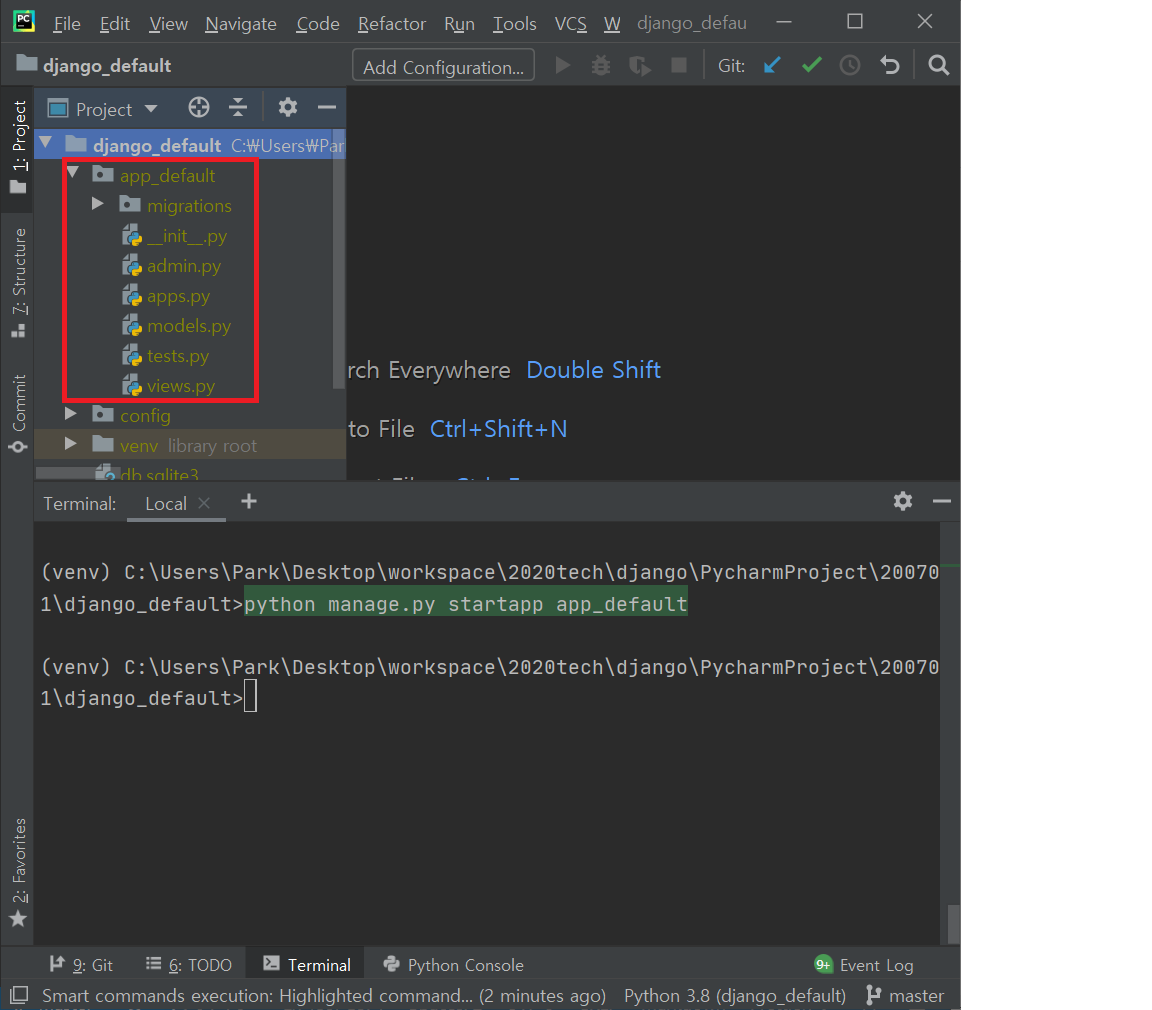 PC File Edit View Navigate Code Refactor Run Tools VCS W django_defau
django_default Add Configuration... Git:
1: Project
Project
django_default C:₩Users₩Par
app_default
migrations
__init__.py
admin.py
apps.py
models.py
tests.py
views.py
config
venv library root
db.sqlite3
7: Structure
Commit
rch Everywhere Double Shift
to File Ctrl+Shift+N
Terminal: Local
(venv) C:\Users\Park\Desktop\workspace\2020tech\django\PycharmProject\20070
1\django_default>python manage.py startapp app_default
(venv) C:\Users\Park\Desktop\workspace\2020tech\django\PycharmProject\20070
1\django_default>
2: Favorites
9: Git 6: TODO Terminal Python Console 9+ Event Log
Smart commands execution: Highlighted command... (2 minutes ago) Python 3.8 (django_default) master